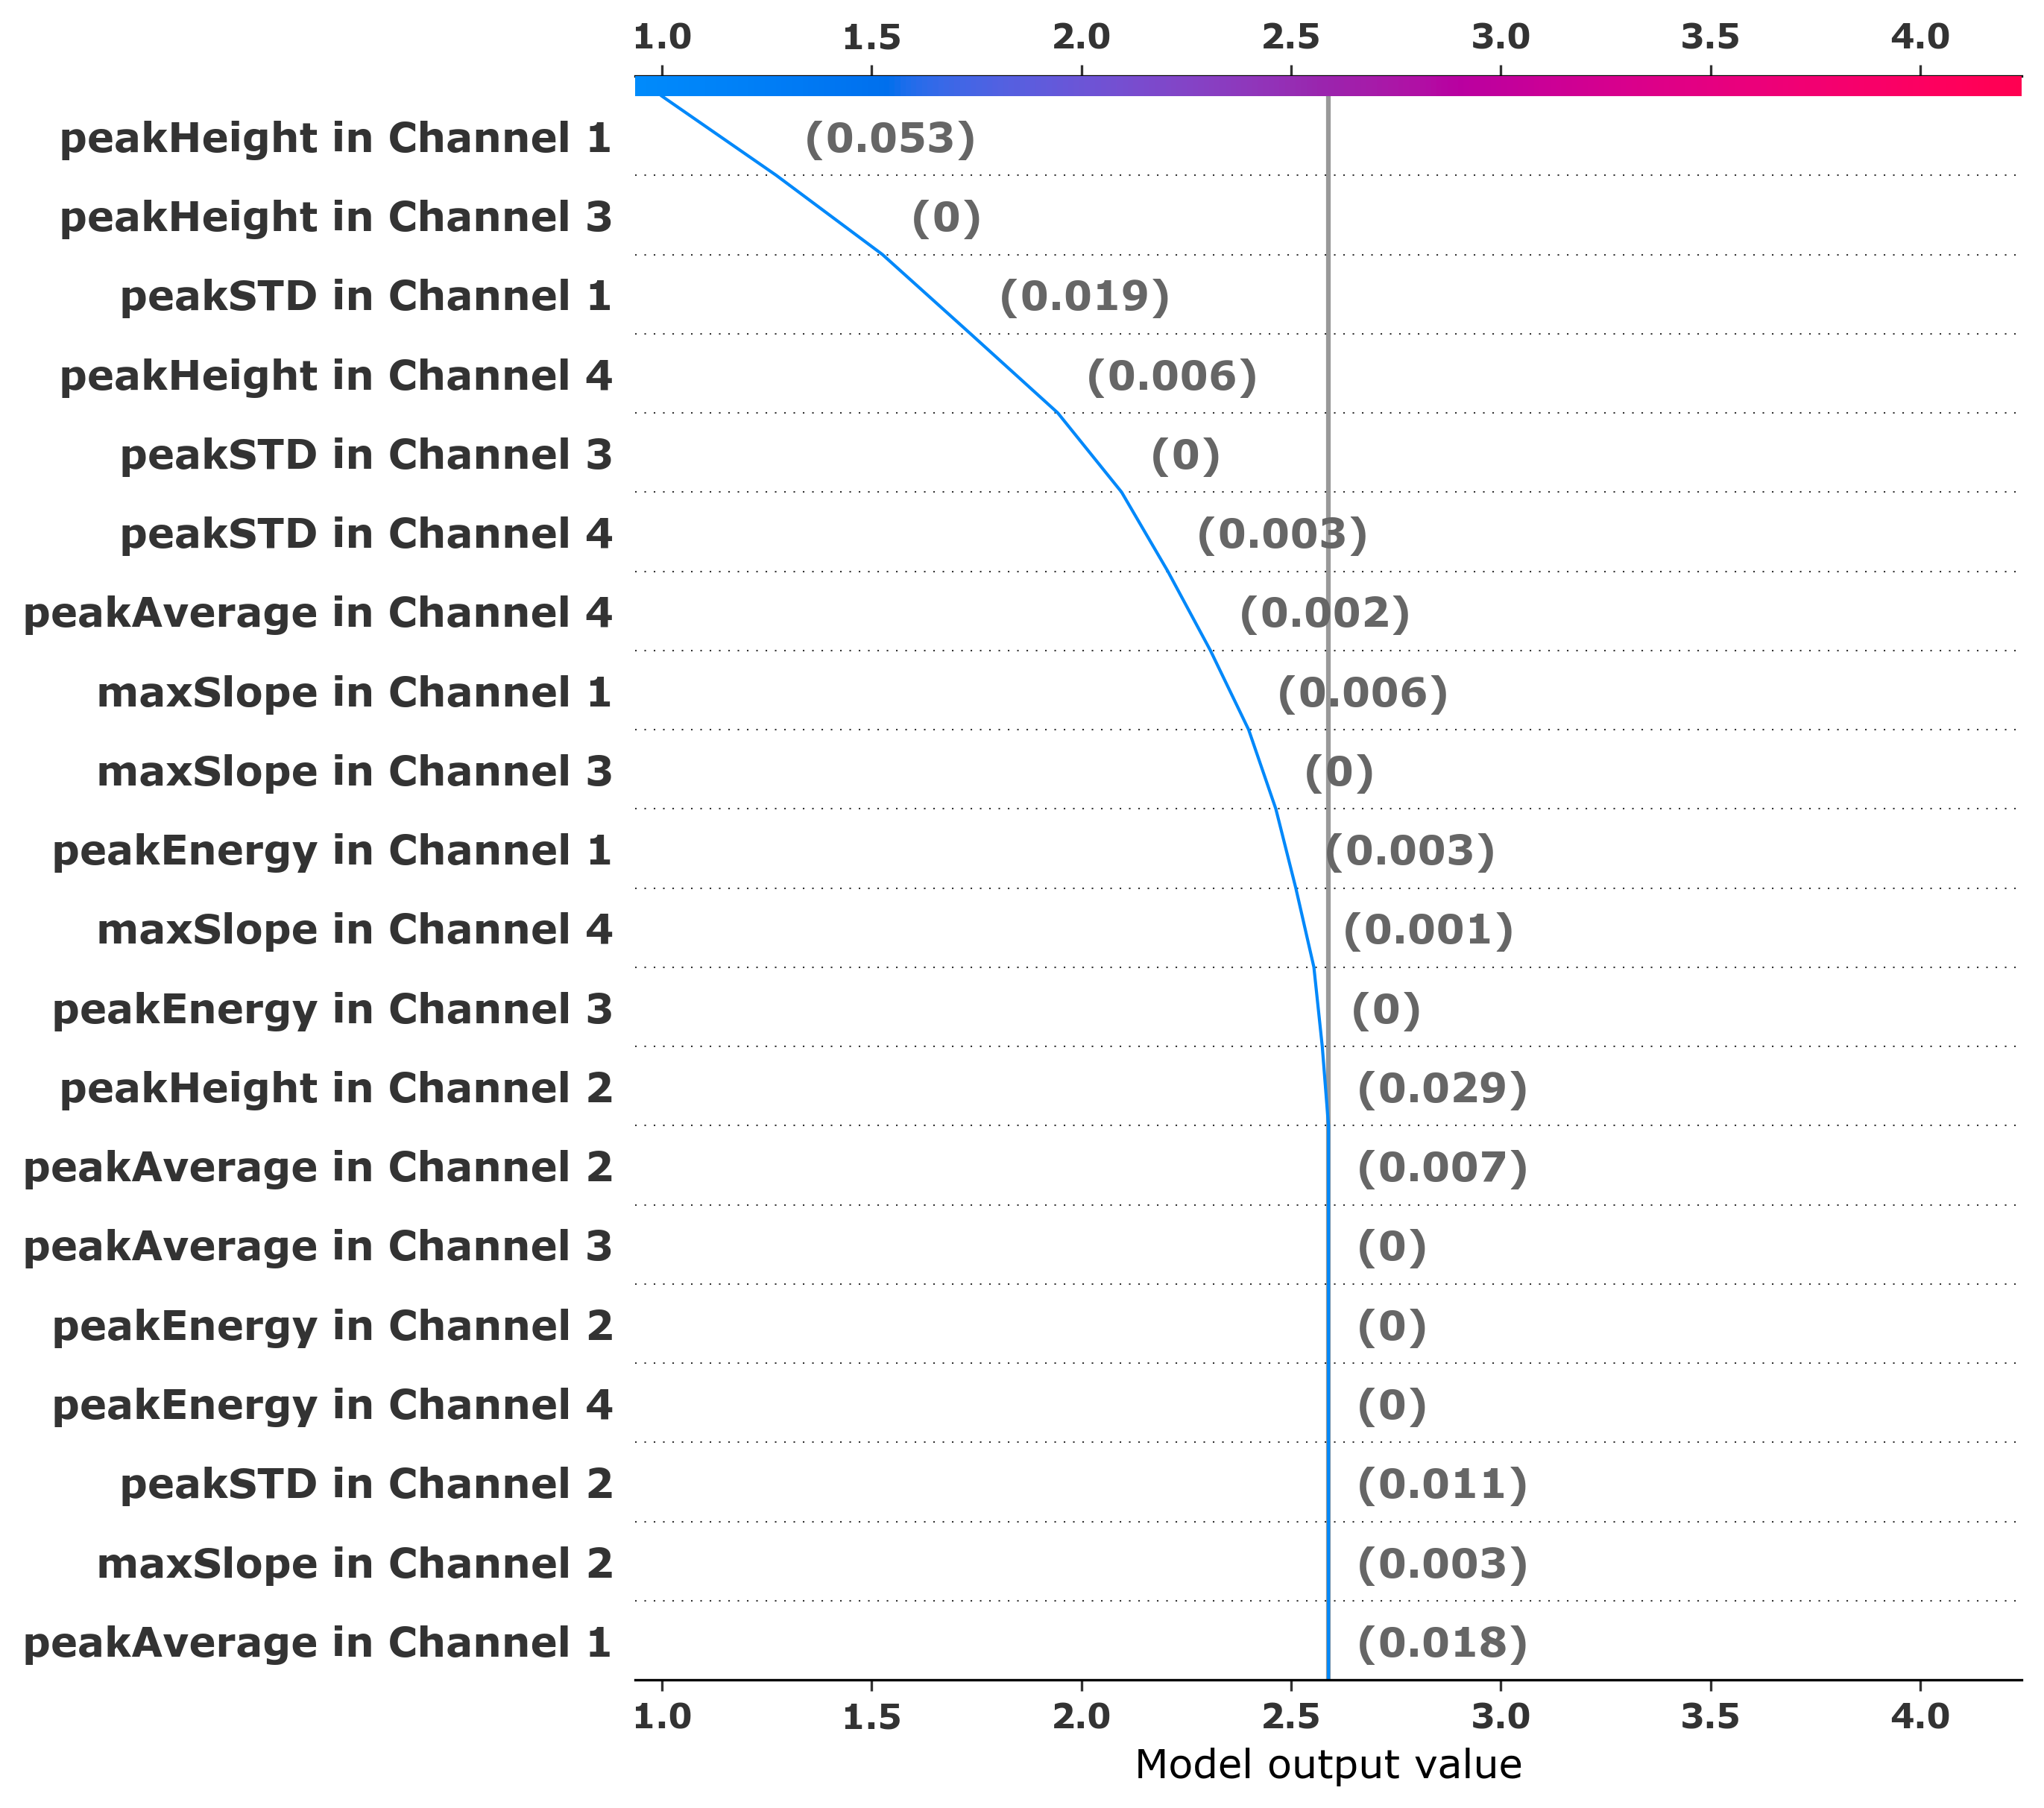 1.0 1.5 2.0 2.5 3.0 3.5 4.0
peakHeight in Channel 1 (0.053)
peakHeight in Channel 3 (0)
peakSTD in Channel 1 (0.019)
peakHeight in Channel 4 (0.006)
peakSTD in Channel 3 (0)
peakSTD in Channel 4 (0.003)
peakAverage in Channel 4 (0.002)
maxSlope in Channel 1 (0.006)
maxSlope in Channel 3 (0)
peakEnergy in Channel 1 (0.003)
maxSlope in Channel 4 (0.001)
peakEnergy in Channel 3 (0)
peakHeight in Channel 2 (0.029)
peakAverage in Channel 2 (0.007)
peakAverage in Channel 3 (0)
peakEnergy in Channel 2 (0)
peakEnergy in Channel 4 (0)
peakSTD in Channel 2 (0.011)
maxSlope in Channel 2 (0.003)
peakAverage in Channel 1 (0.018)
1.0 1.5 2.0 2.5 3.0 3.5 4.0
Model output value